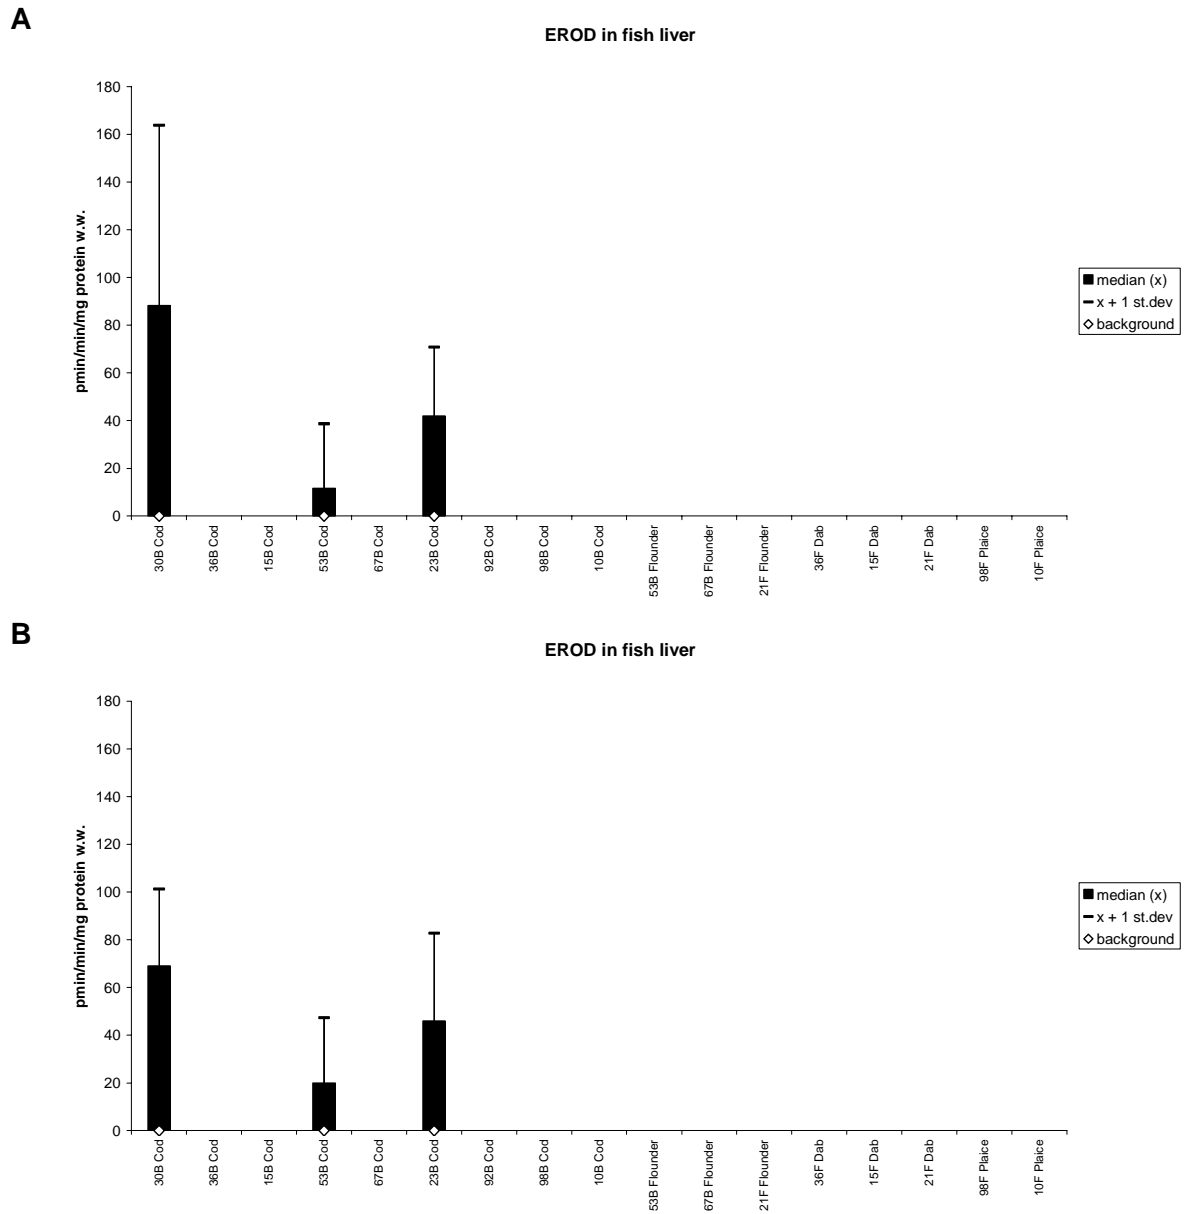 A
EROD in fish liver
180
160
140
120
100
80
60
40
20
0
pmin/min/mg protein w.w.
30B Cod
36B Cod
15B Cod
53B Cod
67B Cod
23B Cod
92B Cod
98B Cod
10B Cod
53B Flounder
67B Flounder
21F Flounder
36F Dab
15F Dab
21F Dab
98F Plaice
10F Plaice
median (x)
x + 1 st.dev
background
B
EROD in fish liver
180
160
140
120
100
80
60
40
20
0
pmin/min/mg protein w.w.
30B Cod
36B Cod
15B Cod
53B Cod
67B Cod
23B Cod
92B Cod
98B Cod
10B Cod
53B Flounder
67B Flounder
21F Flounder
36F Dab
15F Dab
21F Dab
98F Plaice
10F Plaice
median (x)
x + 1 st.dev
background